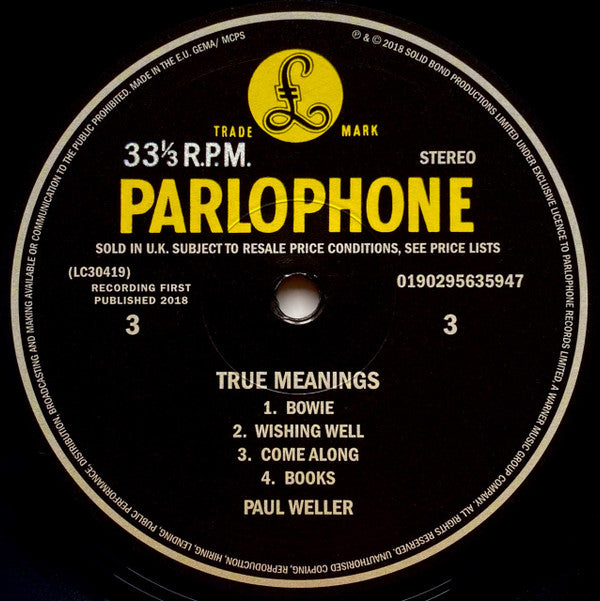 MADE IN THE E.U. GEMA/ MCPS
℗ & © 2018 SOLID BOND PRODUCTIONS LIMITED UNDER EXCLUSIVE LICENCE TO PARLOPHONE RECORDS LIMITED, A WARNER MUSIC GROUP COMPANY. ALL RIGHTS RESERVED. UNAUTHORISED COPYING, REPRODUCTION, HIRING, LENDING, PUBLIC PERFORMANCE, DISTRIBUTION, BROADCASTING AND MAKING AVAILABLE OR COMMUNICATION TO THE PUBLIC PROHIBITED.
£
TRADE MARK
33⅓ R.P.M. STEREO
PARLOPHONE
SOLD IN U.K. SUBJECT TO RESALE PRICE CONDITIONS, SEE PRICE LISTS
(LC30419) 0190295635947
RECORDING FIRST
PUBLISHED 2018
3 3
TRUE MEANINGS
1. BOWIE
2. WISHING WELL
3. COME ALONG
4. BOOKS
PAUL WELLER